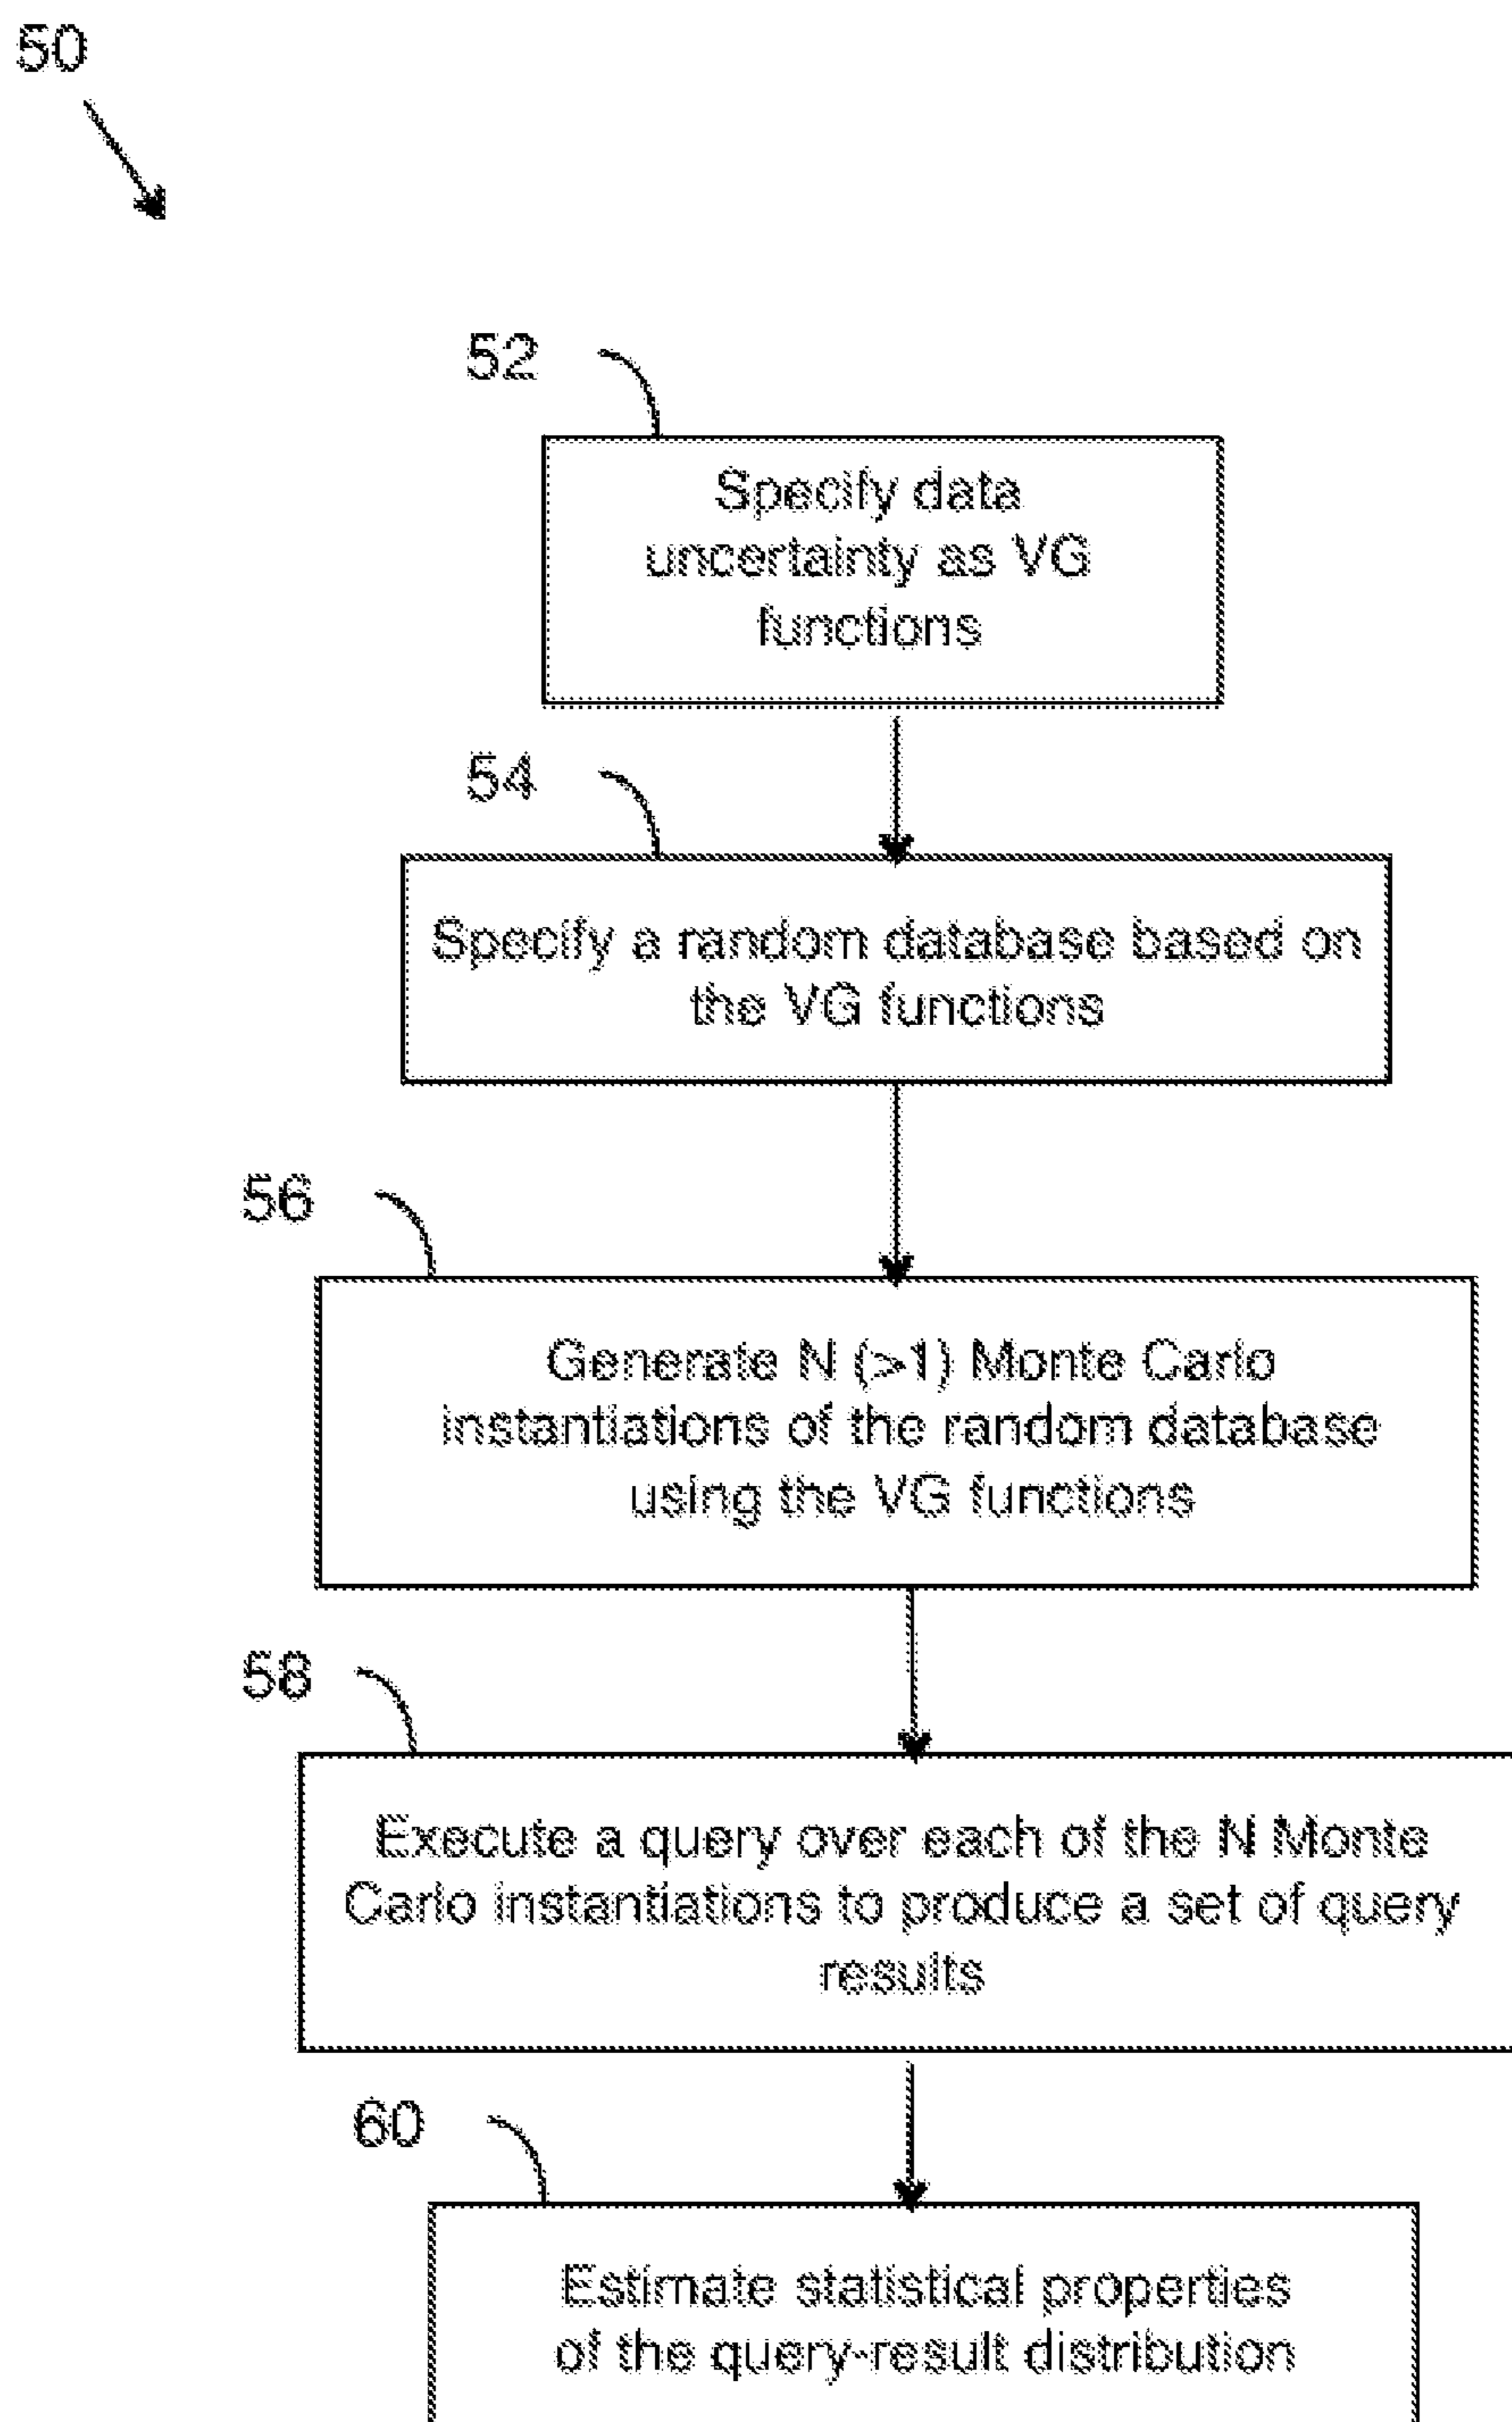 50
52
Specify data
uncertainty as VG
functions
54
Specify a random database based on
the VG functions
56
Generate N (>1) Monte Carlo
instantiations of the random database
using the VG functions
58
Execute a query over each of the N Monte
Carlo instantiations to produce a set of query
results
60
Estimate statistical properties
of the query-result distribution